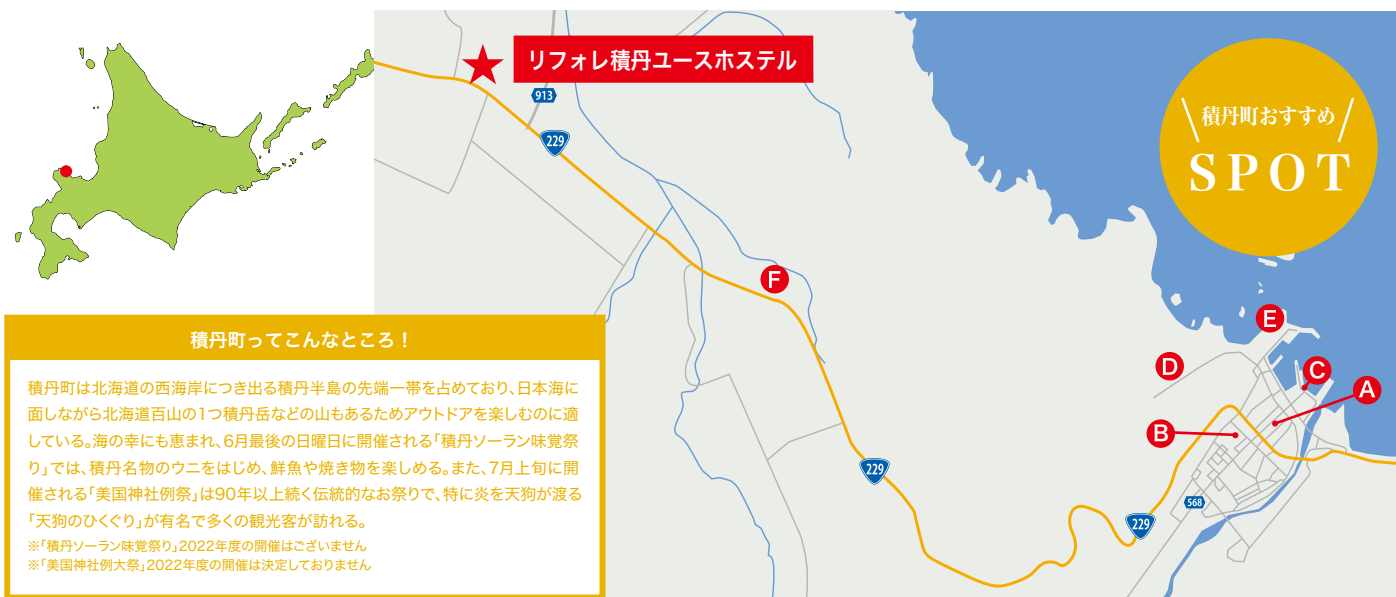 リフォレ積丹ユースホステル
913
229
積丹町おすすめ
SPOT
F
E
D
C
A
B
229
568
229
積丹町ってこんなところ！
積丹町は北海道の西海岸につき出る積丹半島の先端一帯を占めており、日本海に
面しながら北海道百山の1つ積丹岳などの山もあるためアウトドアを楽しむのに適
している。海の幸にも恵まれ、6月最後の日曜日に開催される「積丹ソーラン味覚祭
り」では、積丹名物のウニをはじめ、鮮魚や焼き物を楽しめる。また、7月上旬に開
催される「美国神社例祭」は90年以上続く伝統的なお祭りで、特に炎を天狗が渡る
「天狗のひくぐり」が有名で多くの観光客が訪れる。
※「積丹ソーラン味覚祭り」2022年度の開催はございません
※「美国神社例大祭」2022年度の開催は決定しておりません